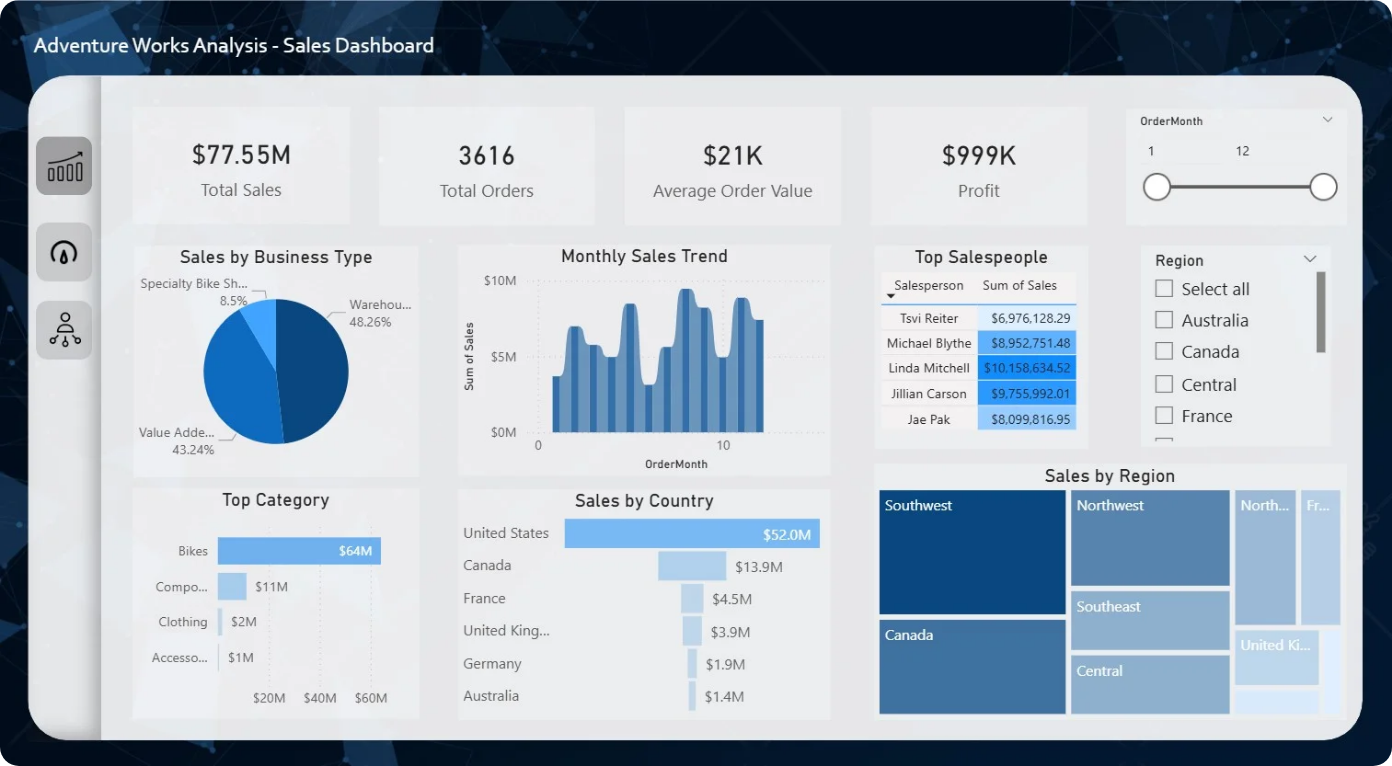 Adventure Works Analysis - Sales Dashboard
$77.55M
Total Sales
3616
Total Orders
$21K
Average Order Value
$999K
Profit
OrderMonth
1 12
Sales by Business Type
Specialty Bike Sh...
8.5%
Warehou...
48.26%
Value Adde...
43.24%
Monthly Sales Trend
Sum of Sales
$10M
$5M
$0M
0 10
OrderMonth
Top Salespeople
Salesperson Sum of Sales
Tsvi Reiter $6,976,128.29
Michael Blythe $8,952,751.48
Linda Mitchell $10,158,634.52
Jillian Carson $9,755,992.01
Jae Pak $8,099,816.95
Region
Select all
Australia
Canada
Central
France
Top Category
Bikes $64M
Compo... $11M
Clothing $2M
Accesso... $1M
$20M $40M $60M
Sales by Country
United States $52.0M
Canada $13.9M
France $4.5M
United King... $3.9M
Germany $1.9M
Australia $1.4M
Sales by Region
Southwest
Canada
Northwest
Southeast
Central
North...
Fr...
United Ki...